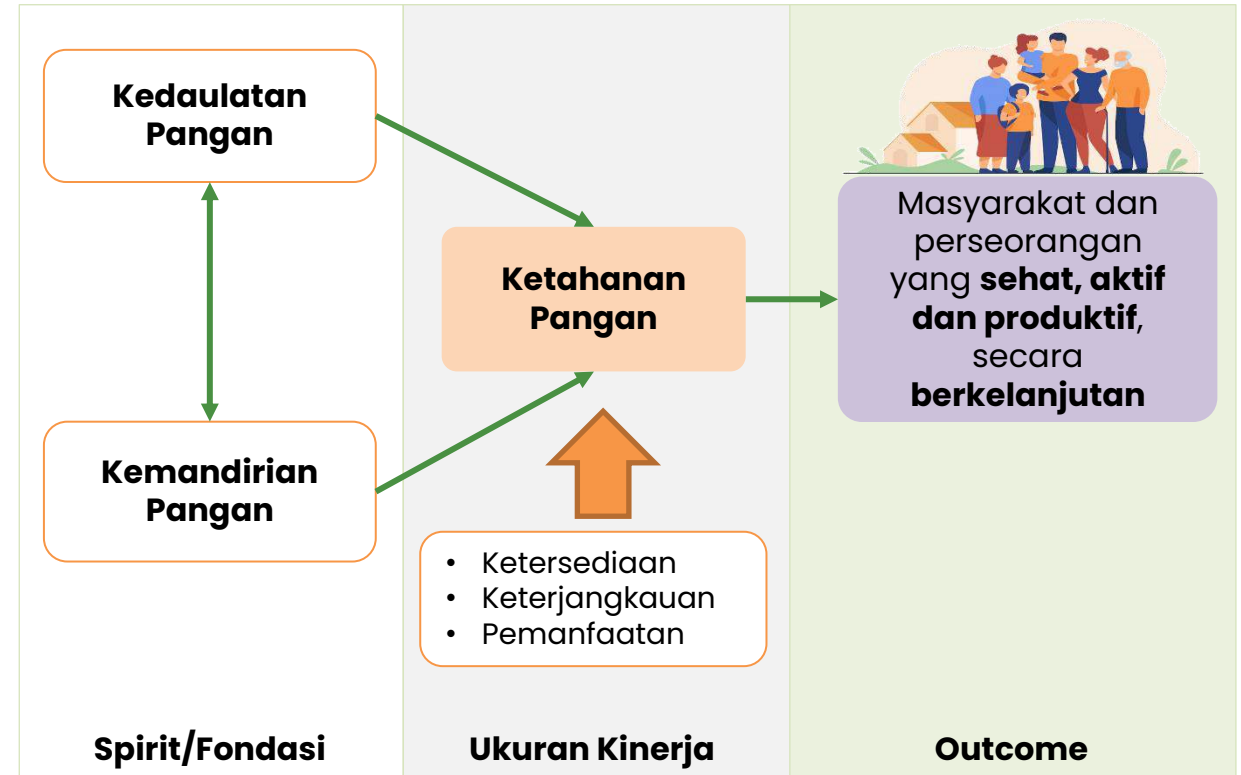 Kedaulatan
Pangan
Kemandirian
Pangan
Spirit/Fondasi
Ketahanan
Pangan
• Ketersediaan
• Keterjangkauan
• Pemanfaatan
Ukuran Kinerja
Masyarakat dan
perseorangan
yang sehat, aktif
dan produktif,
secara
berkelanjutan
Outcome